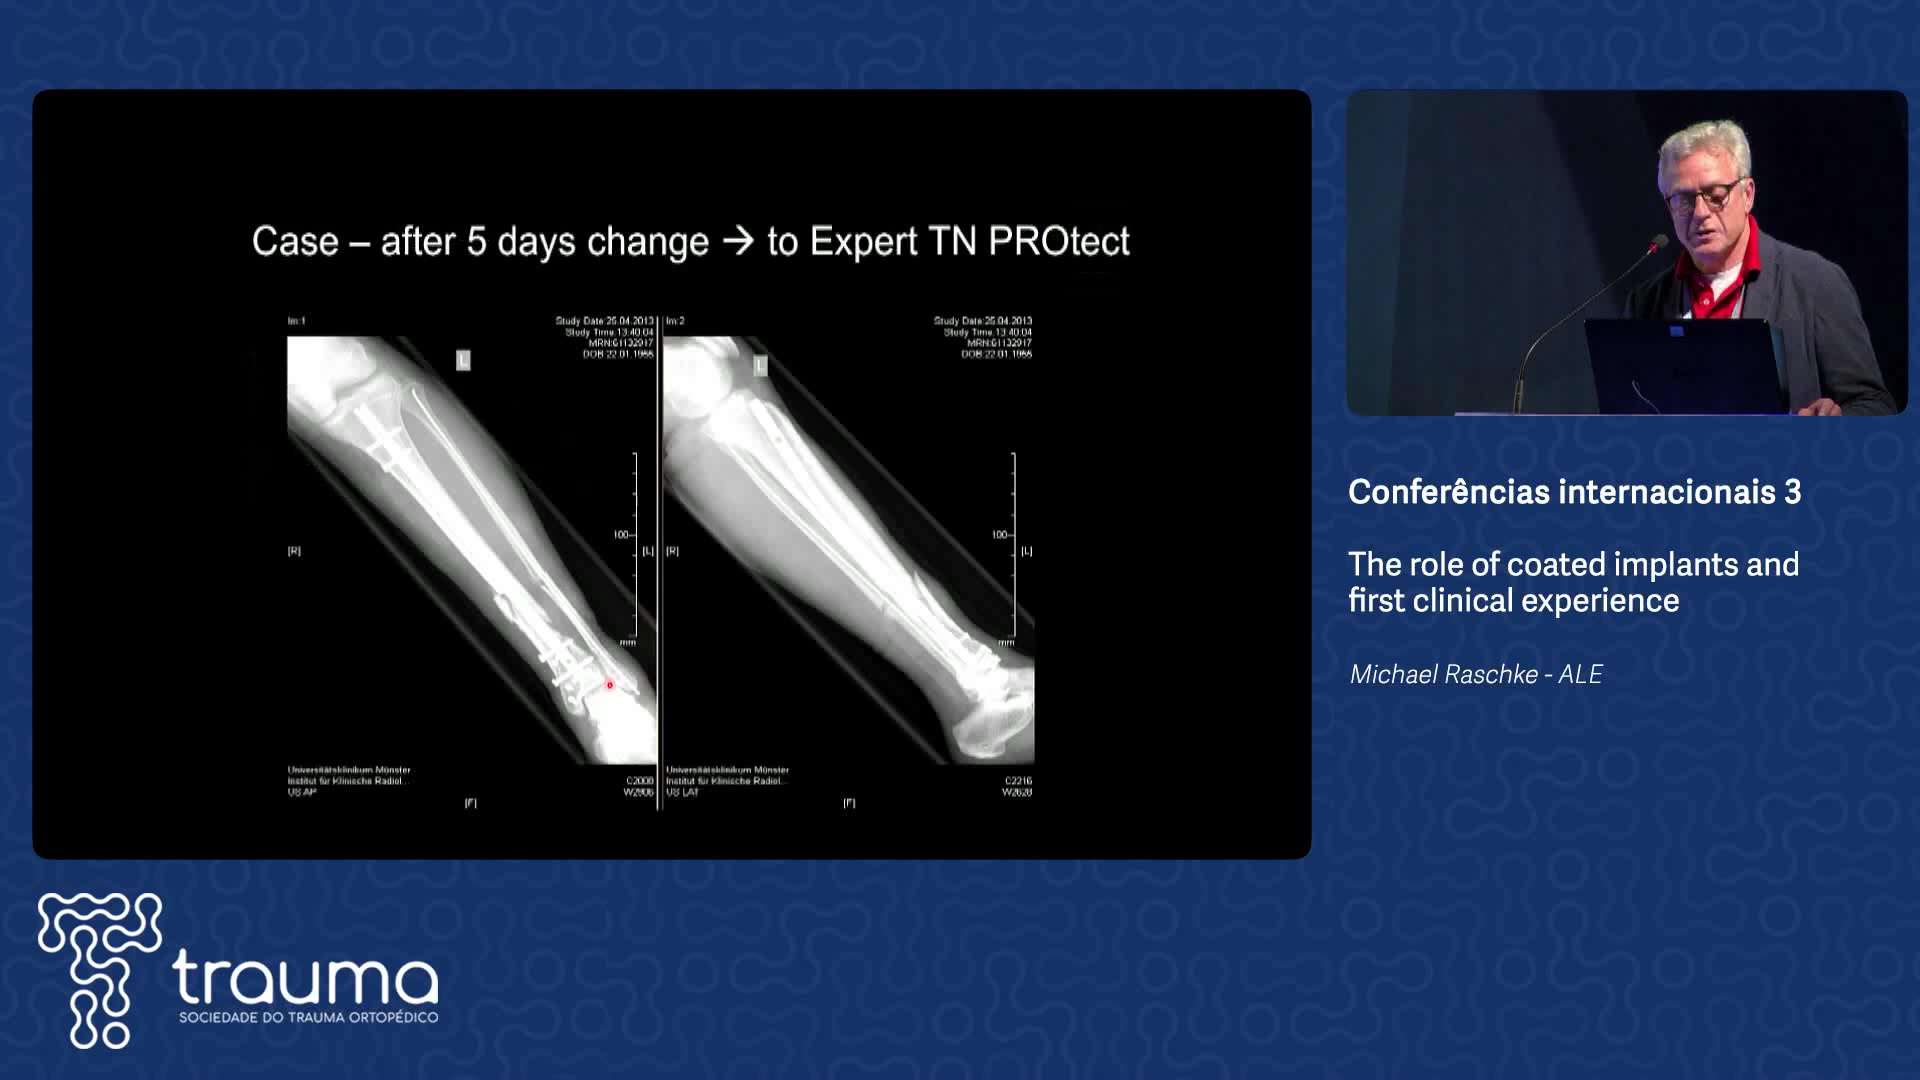 Case – after 5 days change → to Expert TN PROtect
Im:1
Study Date:25.04.2013
Study Time:13:40:04
MRN:61132917
DOB:22.01.1966
L
[R]
100
[L]
mm
Universitätsklinikum Münster
Institut für Klinische Radiol...
US AP
[F]
C2000
W2906
Im:2
Study Date:25.04.2013
Study Time:13:40:04
MRN:61132917
DOB:22.01.1966
L
[R]
100
[L]
mm
Universitätsklinikum Münster
Institut für Klinische Radiol...
US LAT
[F]
C2216
W2628
Conferências internacionais 3
The role of coated implants and
first clinical experience
Michael Raschke - ALE
trauma
SOCIEDADE DO TRAUMA ORTOPÉDICO